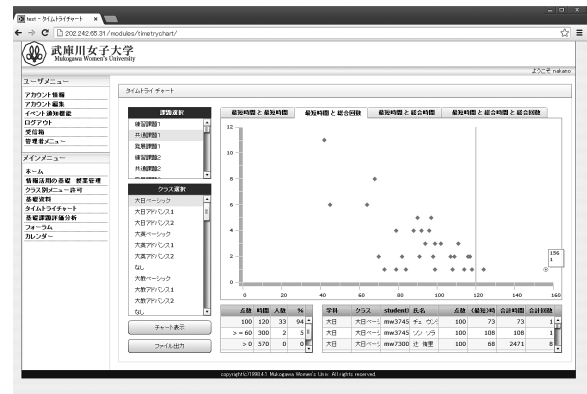 test - タイムトライチャート
202.242.65.31/modules/timetrychart/
武庫川女子大学
Mukogawa Women's University
ようこそ nakano
ユーザメニュー
アカウント情報
アカウント編集
イベント通知機能
ログアウト
受信箱
管理者メニュー
メインメニュー
ホーム
情報活用の基礎 授業管理
クラス別メニュー許可
基礎資料
タイムトライチャート
基礎課題評価分析
フォーラム
カレンダー
タイムトライ チャート
課題選択
練習課題1
共通課題1
発展課題1
練習課題2
共通課題2
クラス選択
大日ベーシック
大日アドバンス1
大日アドバンス2
大英ベーシック
大英アドバンス1
大英アドバンス2
なし
大教ベーシック
大教アドバンス1
大教アドバンス2
なし
チャート表示
ファイル出力
最短時間 と 最短時間
最短時間 と 総合回数
最短時間 と 総合時間
最短時間 と 総合時間 と 総合回数
12
10
8
6
4
2
0
0 20 40 60 80 100 120 140 160
156
1
点数 時間 人数 %
100 120 33 94
> = 60 300 2 5
> 0 570 0 0
学科 クラス studentI 氏名 点数 (最短)時 合計時間 合計回数
大日 大日ベーシ mw3745 チェ ウン 100 73 73 1
大日 大日ベーシ mw3745 ソン ソラ 100 108 108 1
大日 大日ベーシ mw7300 辻 侑里 100 68 2471 8
copyright(c)1998.4.1 Mukogawa Women's Univ. All rights reserved.